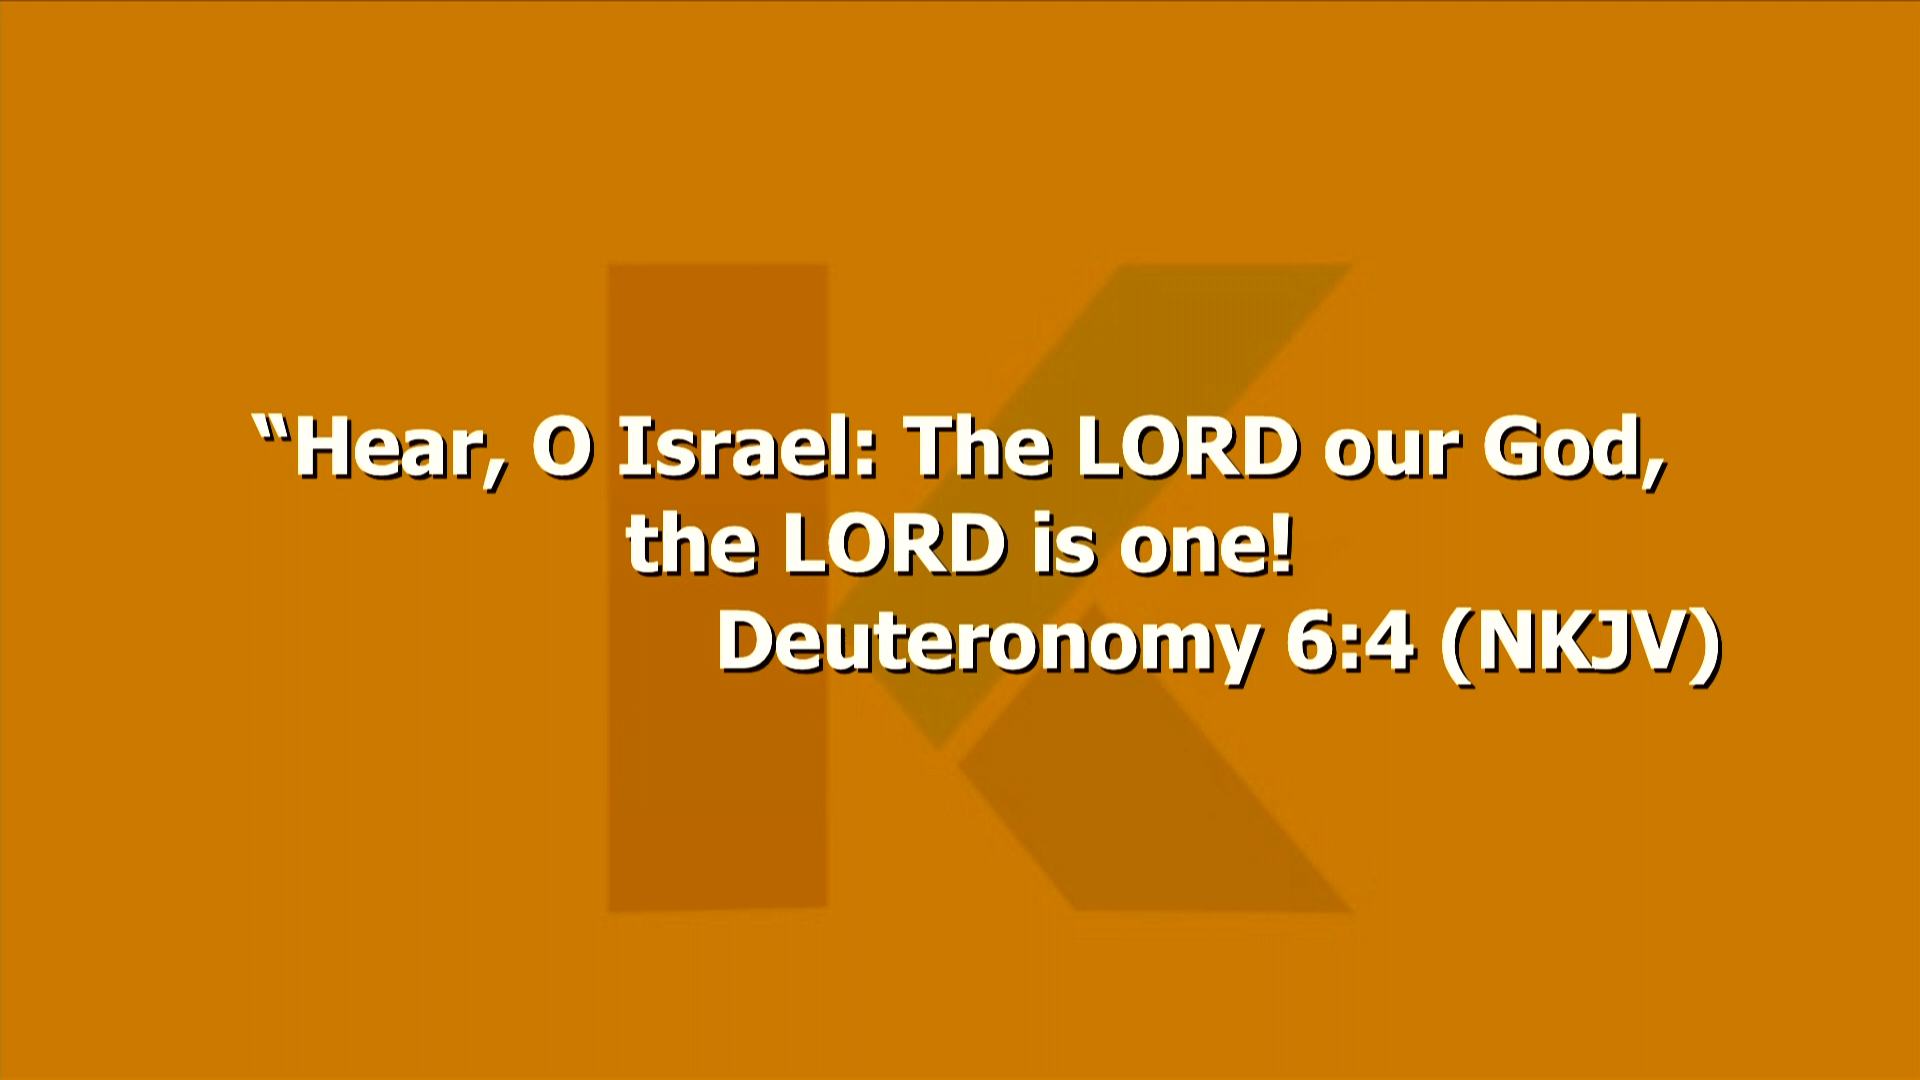 “Hear, O Israel: The LORD our God,
the LORD is one!
Deuteronomy 6:4 (NKJV)